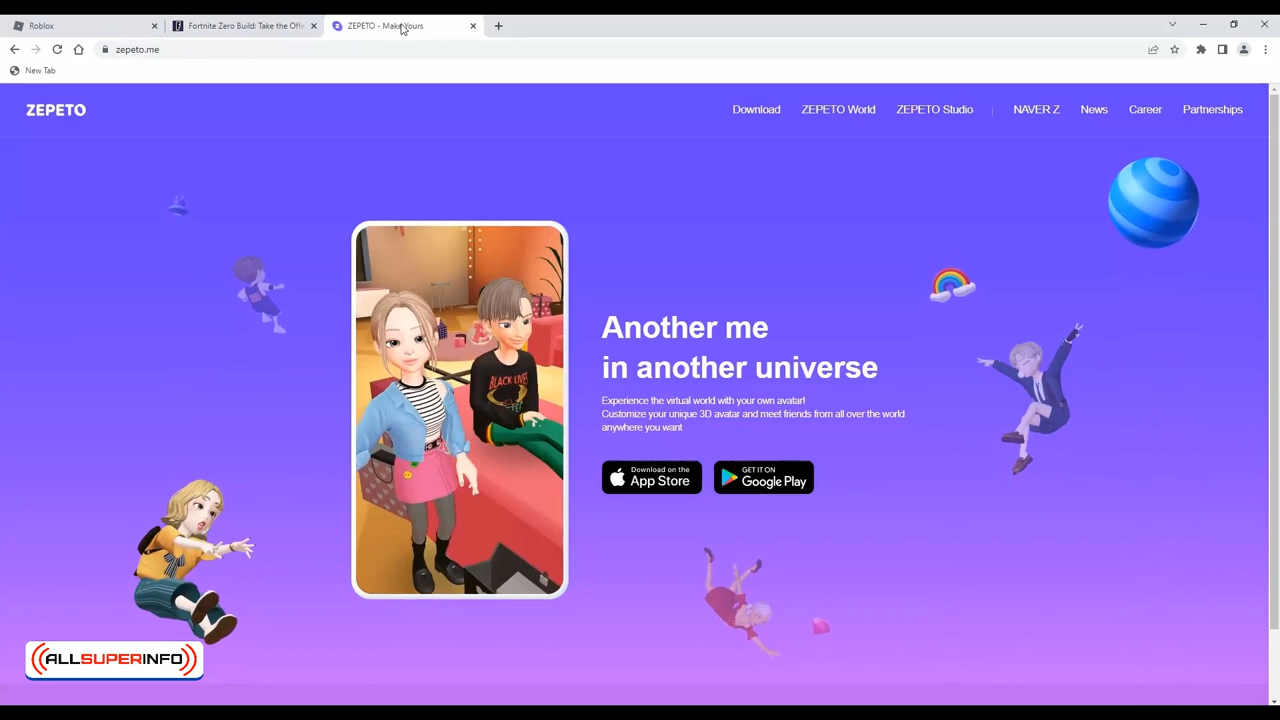 Roblox
Fortnite Zero Build: Take the Offe
ZEPETO - Make Yours
zepeto.me
New Tab
ZEPETO
Download
ZEPETO World
ZEPETO Studio
NAVER Z
News
Career
Partnerships
BLACK LIVES
Another me
in another universe
Experience the virtual world with your own avatar!
Customize your unique 3D avatar and meet friends from all over the world
anywhere you want
Download on the
App Store
GET IT ON
Google Play
((ALLSUPERINFO))